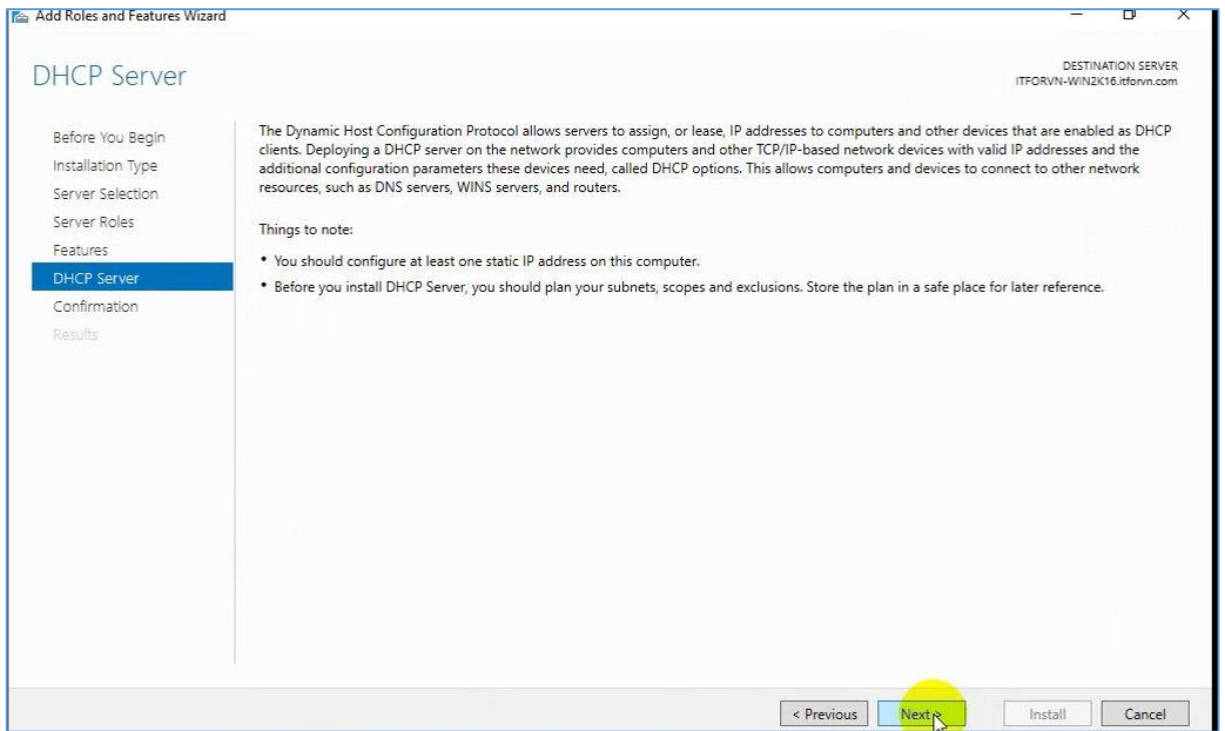 Add Roles and Features Wizard
DHCP Server
DESTINATION SERVER
ITFORVN-WIN2K16.itforvn.com
Before You Begin
Installation Type
Server Selection
Server Roles
Features
DHCP Server
Confirmation
Results
The Dynamic Host Configuration Protocol allows servers to assign, or lease, IP addresses to computers and other devices that are enabled as DHCP
clients. Deploying a DHCP server on the network provides computers and other TCP/IP-based network devices with valid IP addresses and the
additional configuration parameters these devices need, called DHCP options. This allows computers and devices to connect to other network
resources, such as DNS servers, WINS servers, and routers.
Things to note:
• You should configure at least one static IP address on this computer.
• Before you install DHCP Server, you should plan your subnets, scopes and exclusions. Store the plan in a safe place for later reference.
< Previous
Next >
Install
Cancel